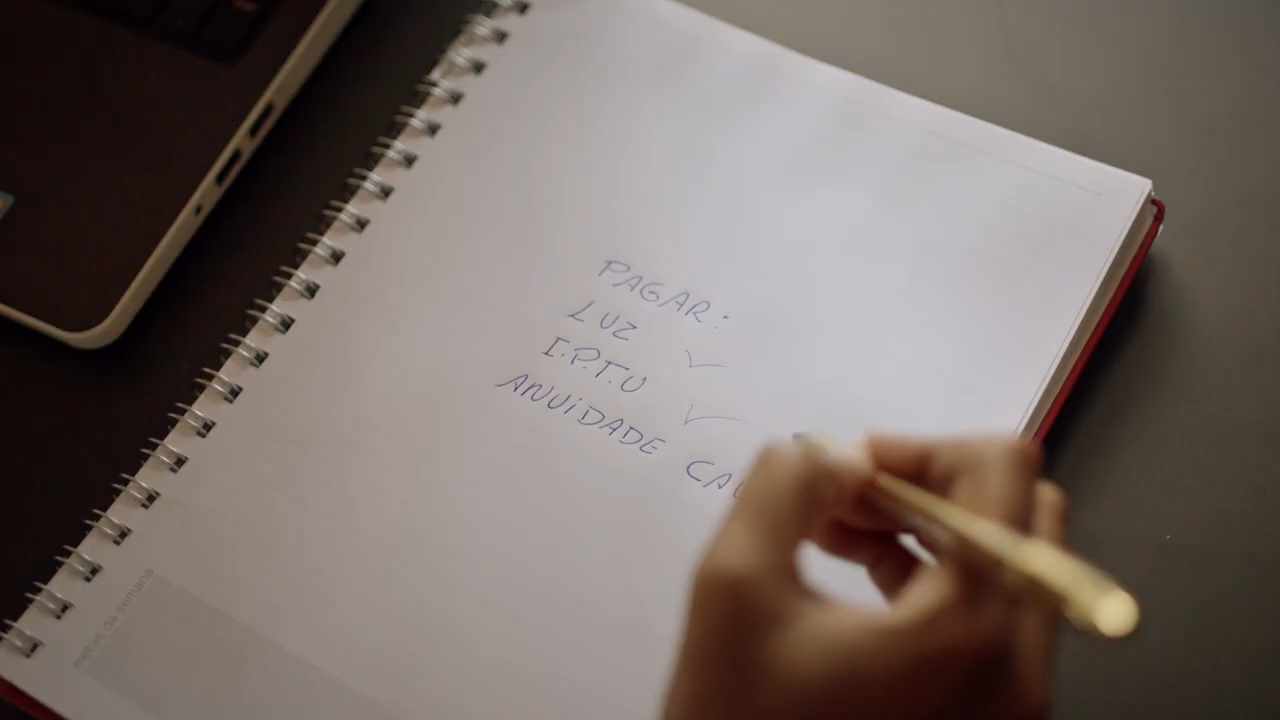 PAGAR:
LUZ ✓
I.P.T.U ✓
ANUIDADE
metas da semana